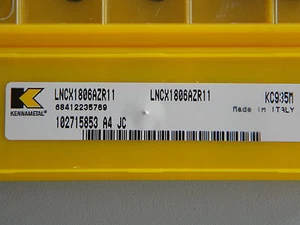 LNCX1806AZR11 LNCX1806AZR11 KC935M
68412235769 Made in ITALY
KENNAMETAL®
102715853 A4 JC